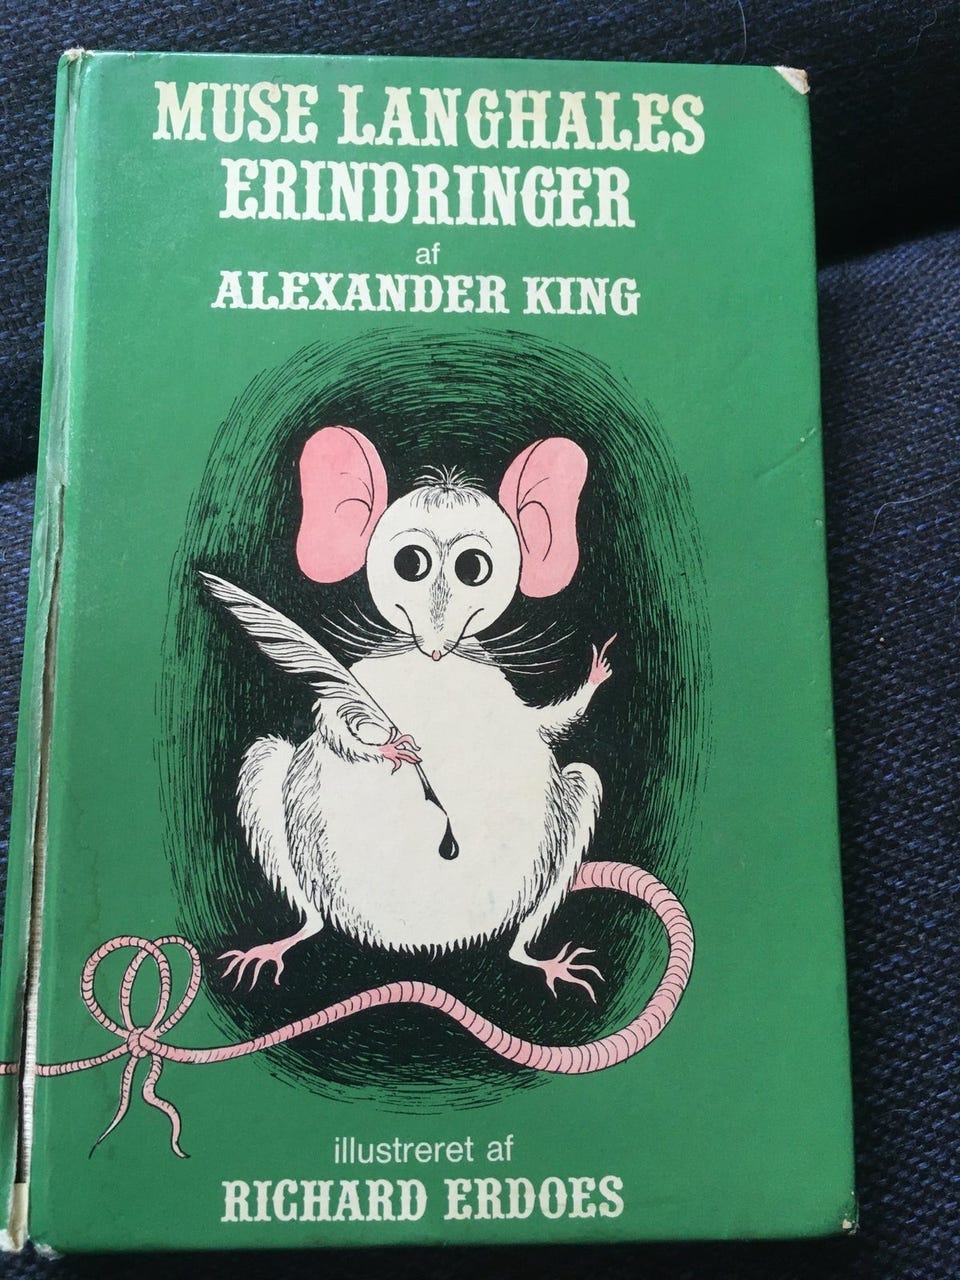 MUSE LANGHALES
ERINDRINGER
af
ALEXANDER KING
illustreret af
RICHARD ERDOES